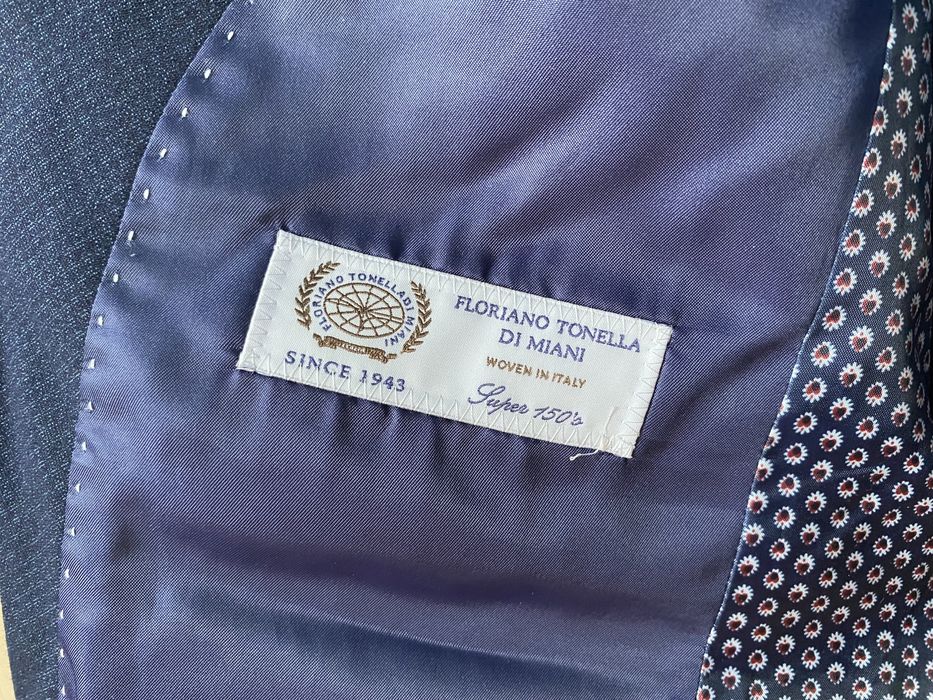 FLORIANO TONELLA DI MIANI
SINCE 1943
FLORIANO TONELLA
DI MIANI
WOVEN IN ITALY
Super 150's